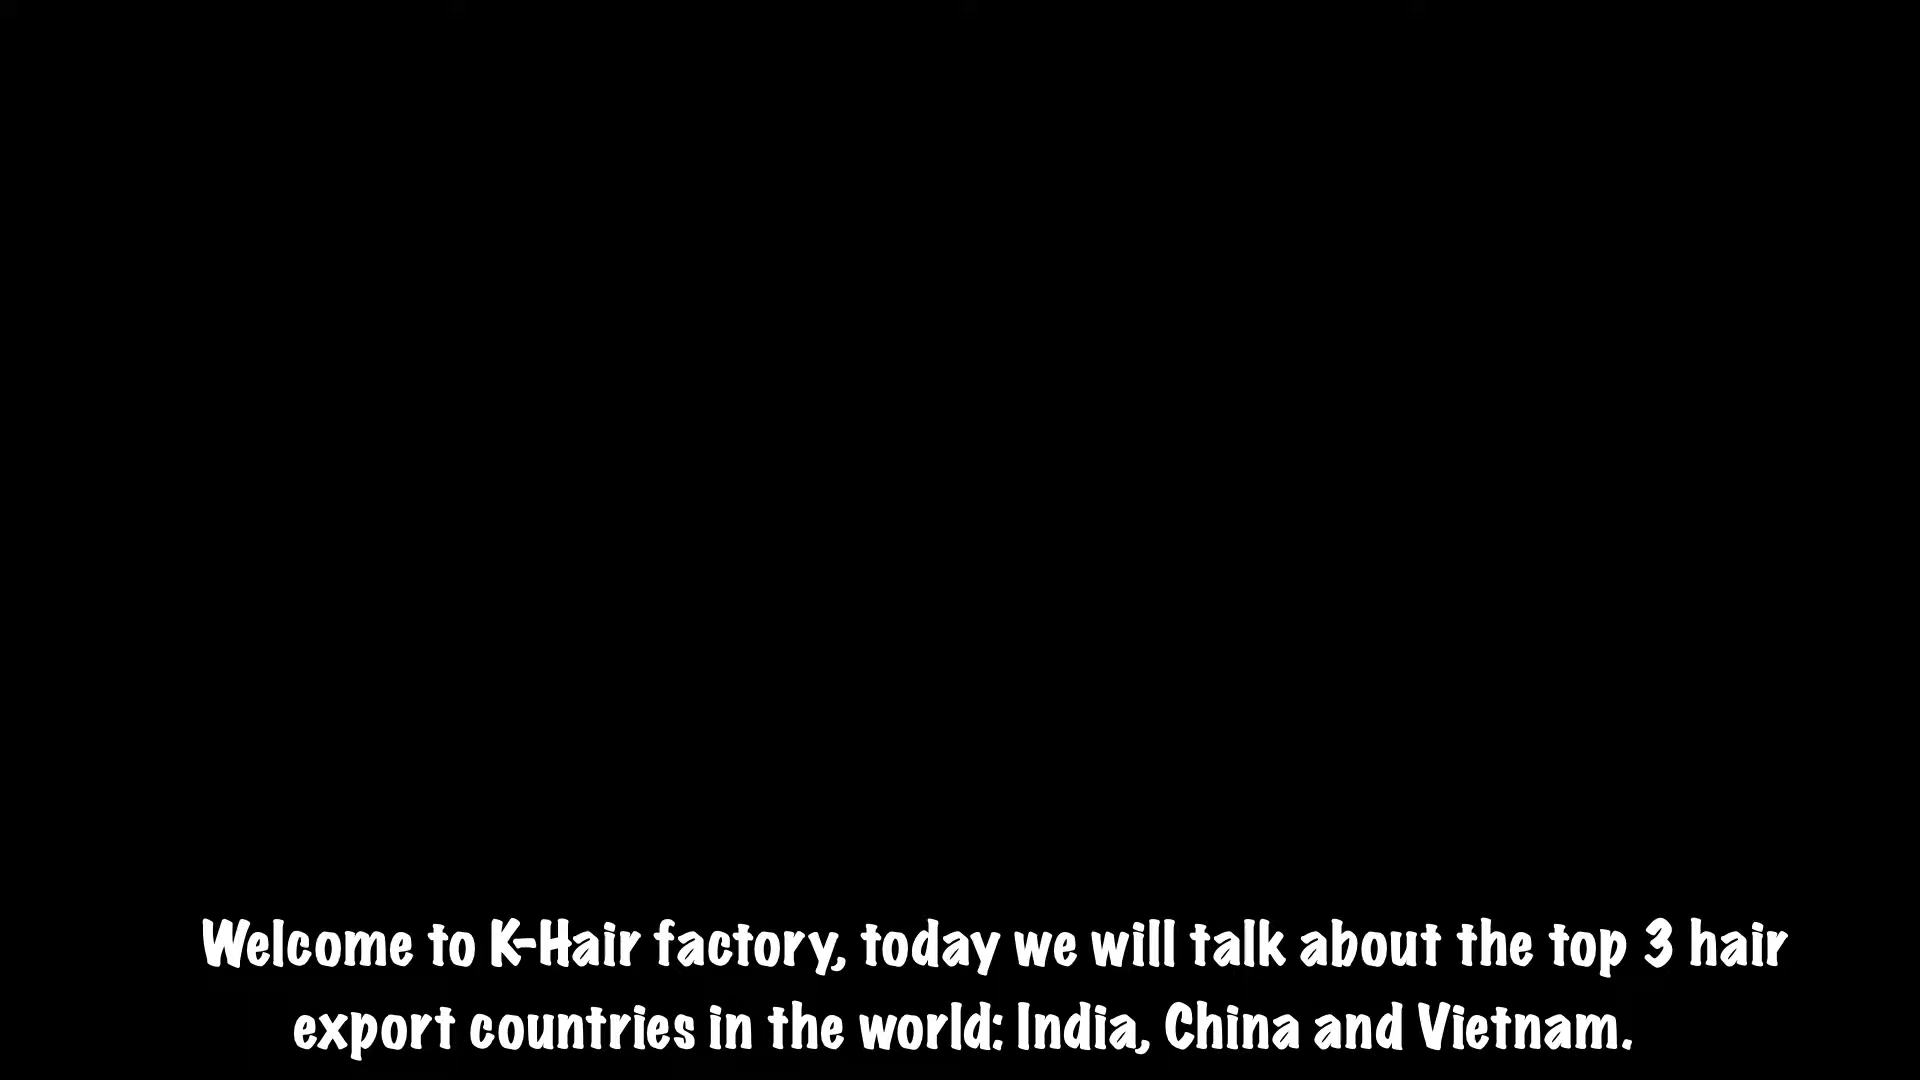 Welcome to K-Hair factory, today we will talk about the top 3 hair
export countries in the world: India, China and Vietnam.